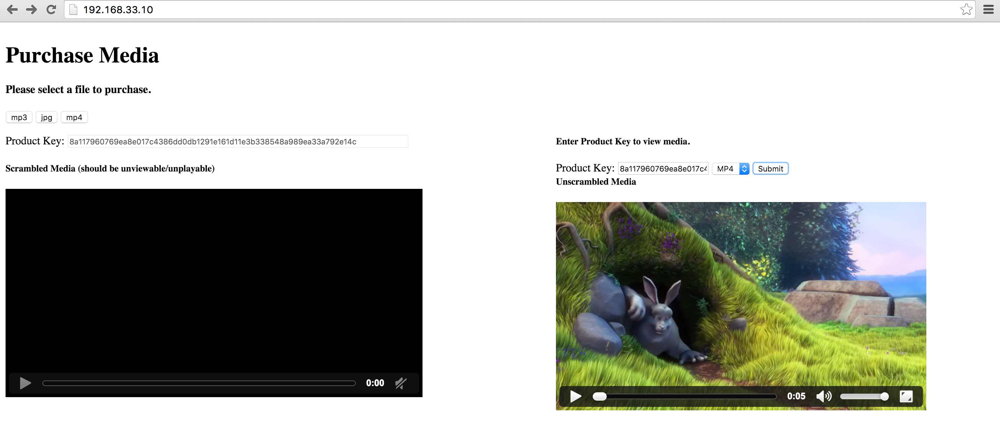 192.168.33.10
Purchase Media
Please select a file to purchase.
mp3 jpg mp4
Product Key: 8a117960769ea8e017c4386dd0db1291e161d11e3b338548a989ea33a792e14c
Scrambled Media (should be unviewable/unplayable)
0:00
Enter Product Key to view media.
Product Key: 8a117960769ea8e017c4 MP4 Submit
Unscrambled Media
0:05